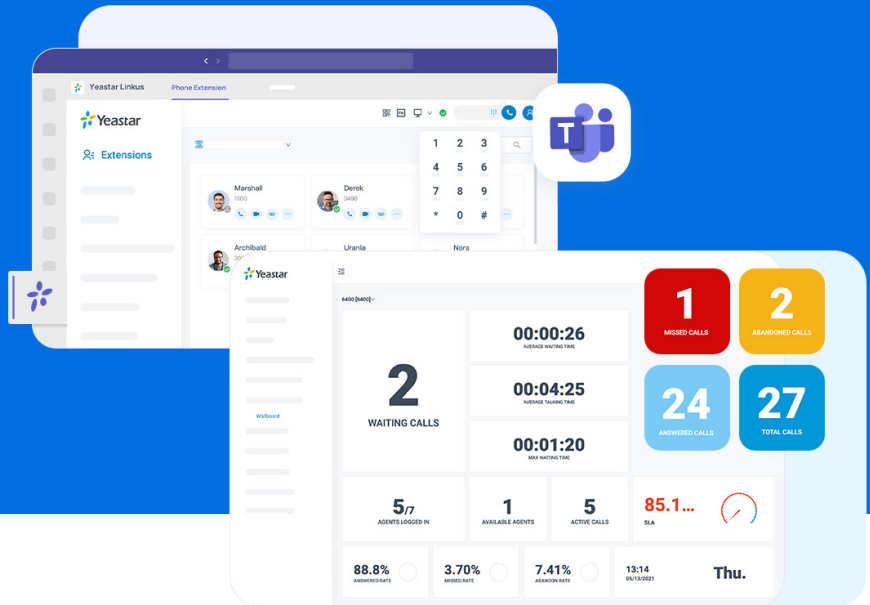 Yeastar Linkus
Phone Extension
Yeastar
Extensions
1 2 3
4 5 6
7 8 9
* 0 #
Marshall
1000
Derek
3496
Archibald
Urania
Nora
T
Yeastar
6400 [6400]
Wallboard
2
WAITING CALLS
00:00:26
AVERAGE WAITING TIME
00:04:25
AVERAGE TALKING TIME
00:01:20
MAX WAITING TIME
1
MISSED CALLS
2
ABANDONED CALLS
24
ANSWERED CALLS
27
TOTAL CALLS
5/7
AGENTS LOGGED IN
1
AVAILABLE AGENTS
5
ACTIVE CALLS
85.1...
SLA
88.8%
ANSWERED RATE
3.70%
MISSED RATE
7.41%
ABANDON RATE
13:14
05/13/2021
Thu.